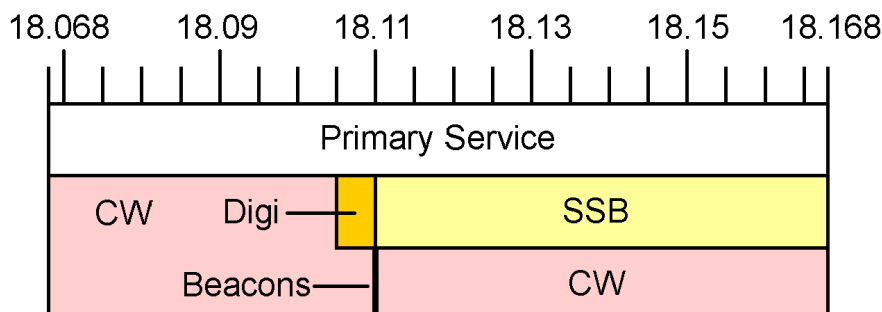 18.068 18.09 18.11 18.13 18.15 18.168
Primary Service
CW Digi SSB
Beacons CW